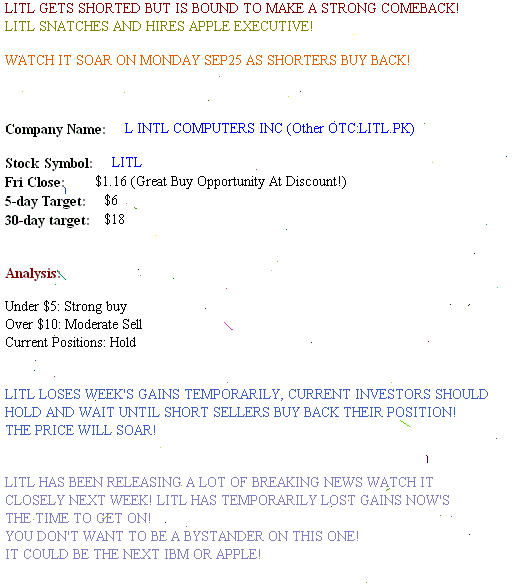 LITL GETS SHORTED BUT IS BOUND TO MAKE A STRONG COMEBACK!
LITL SNATCHES AND HIRES APPLE EXECUTIVE!
WATCH IT SOAR ON MONDAY SEP25 AS SHORTERS BUY BACK!
Company Name: L INTL COMPUTERS INC (Other OTC:LITL.PK)
Stock Symbol: LITL
Fri Close: $1.16 (Great Buy Opportunity At Discount!)
5-day Target: $6
30-day target: $18
Analysis:
Under $5: Strong buy
Over $10: Moderate Sell
Current Positions: Hold
LITL LOSES WEEK'S GAINS TEMPORARILY, CURRENT INVESTORS SHOULD
HOLD AND WAIT UNTIL SHORT SELLERS BUY BACK THEIR POSITION!
THE PRICE WILL SOAR!
LITL HAS BEEN RELEASING A LOT OF BREAKING NEWS WATCH IT
CLOSELY NEXT WEEK! LITL HAS TEMPORARILY LOST GAINS NOW'S
THE TIME TO GET ON!
YOU DON'T WANT TO BE A BYSTANDER ON THIS ONE!
IT COULD BE THE NEXT IBM OR APPLE!